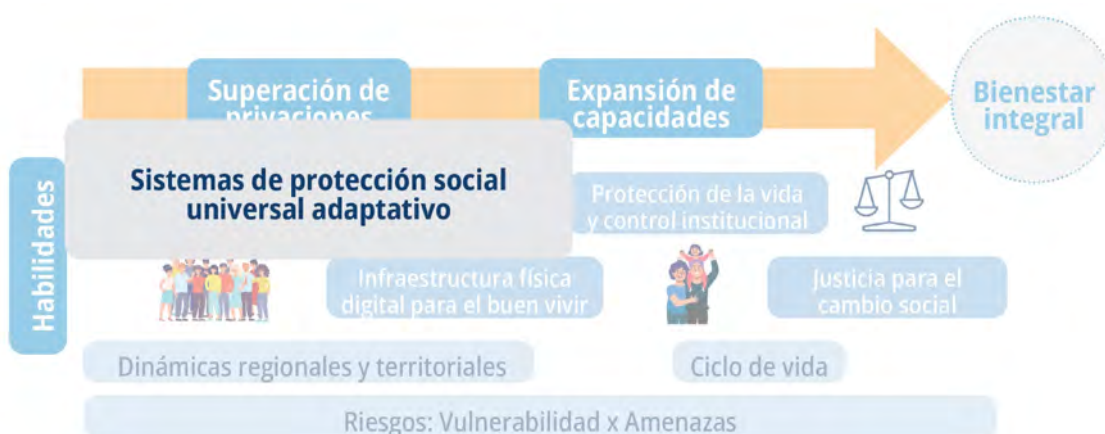 Superación de
privaciones
Expansión de
capacidades
Bienestar
integral
Habilidades
Sistemas de protección social
universal adaptativo
Protección de la vida
y control institucional
Infraestructura física
digital para el buen vivir
Justicia para el
cambio social
Dinámicas regionales y territoriales
Ciclo de vida
Riesgos: Vulnerabilidad x Amenazas